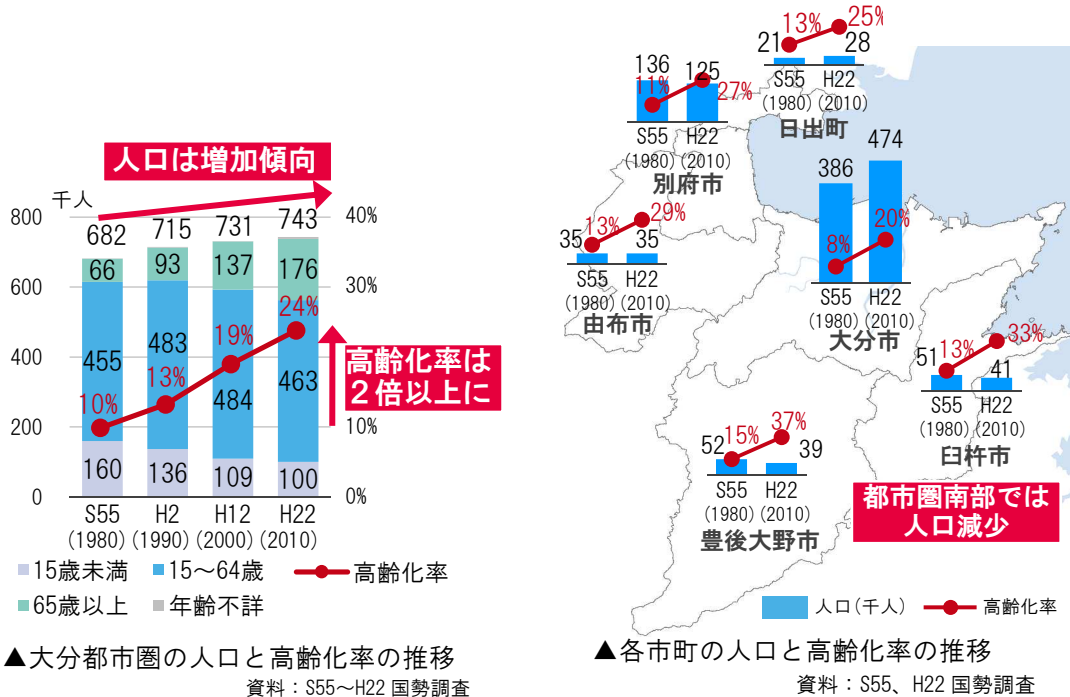 人口は増加傾向
千人
800
600
400
200
0
40%
30%
10%
0%
682
715
731
743
66
93
137
176
455
483
484
463
160
136
109
100
10%
13%
19%
24%
高齢化率は
２倍以上に
S55
H2
H12
H22
(1980)
(1990)
(2000)
(2010)
15歳未満
15～64歳
高齢化率
65歳以上
年齢不詳
▲大分都市圏の人口と高齢化率の推移
資料：S55～H22 国勢調査
13%
25%
21
28
S55
H22
(1980)
(2010)
日出町
136
125
11%
27%
S55
H22
(1980)
(2010)
別府市
386
474
8%
20%
S55
H22
(1980)
(2010)
大分市
13%
29%
35
35
S55
H22
(1980)
(2010)
由布市
13%
33%
51
41
S55
H22
(1980)
(2010)
臼杵市
15%
37%
52
39
S55
H22
(1980)
(2010)
豊後大野市
都市圏南部では
人口減少
人口(千人)
高齢化率
▲各市町の人口と高齢化率の推移
資料：S55、H22 国勢調査